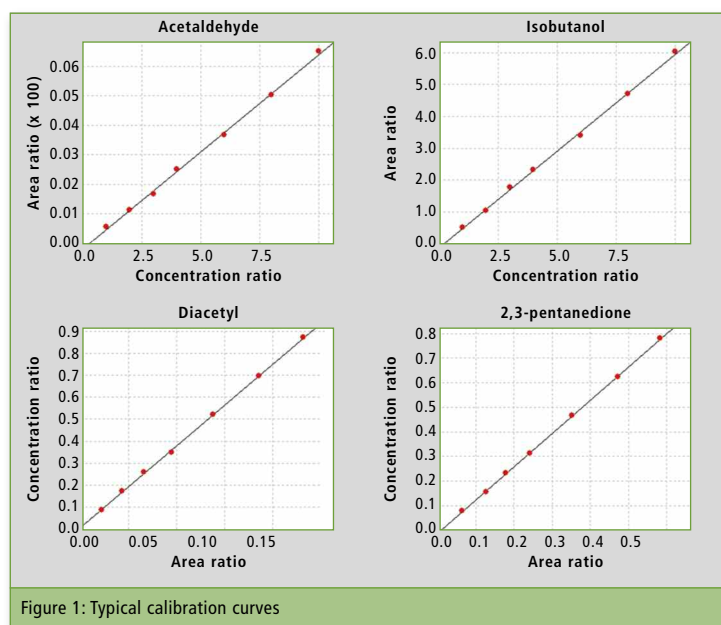 Acetaldehyde
Area ratio (x 100)
0.06
0.05
0.04
0.03
0.02
0.01
0.00
0.0 2.5 5.0 7.5
Concentration ratio
Isobutanol
Area ratio
6.0
5.0
4.0
3.0
2.0
1.0
0.0
0.0 2.5 5.0 7.5
Concentration ratio
Diacetyl
Concentration ratio
0.9
0.8
0.7
0.6
0.5
0.4
0.3
0.2
0.1
0.0
0.00 0.05 0.10 0.15
Area ratio
2,3-pentanedione
Concentration ratio
0.8
0.7
0.6
0.5
0.4
0.3
0.2
0.1
0.0
0.0 0.1 0.2 0.3 0.4 0.5
Area ratio
Figure 1: Typical calibration curves